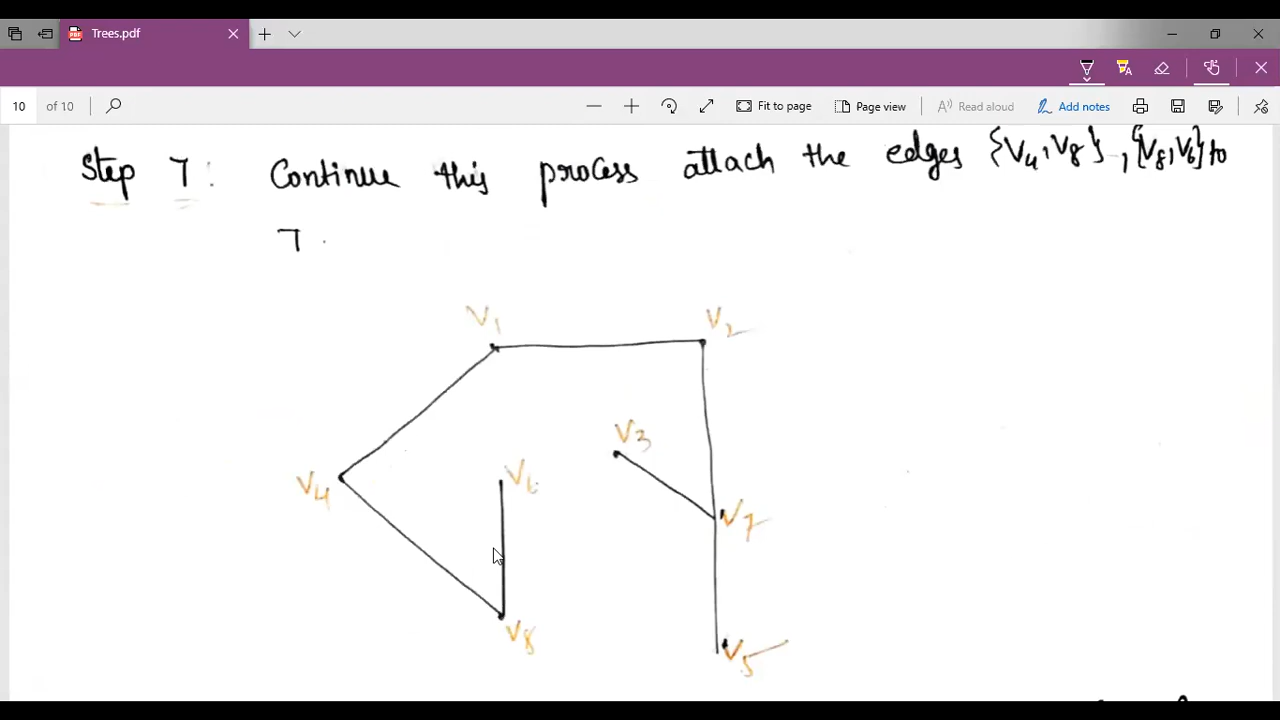 Trees.pdf
10 of 10 Fit to page Page view Read aloud Add notes
Step 7: Continue this process attach the edges {V4,V8}, {V8,V6} to
T.
V1 V2
V3
V4 V6
V7
V8
V5